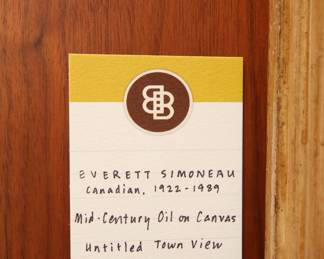 EVERETT SIMONEAU
Canadian, 1922-1989
Mid-Century Oil on Canvas
Untitled Town View